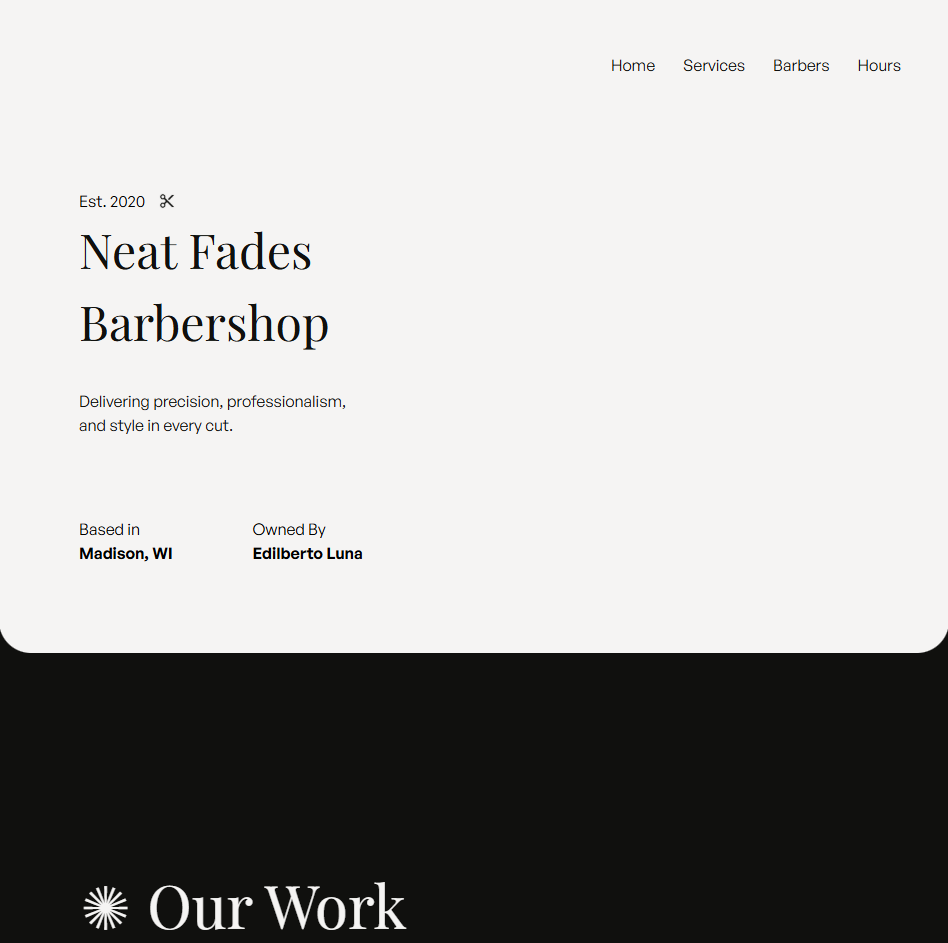 Home Services Barbers Hours
Est. 2020
Neat Fades
Barbershop
Delivering precision, professionalism,
and style in every cut.
Based in Owned By
Madison, WI Edilberto Luna
Our Work